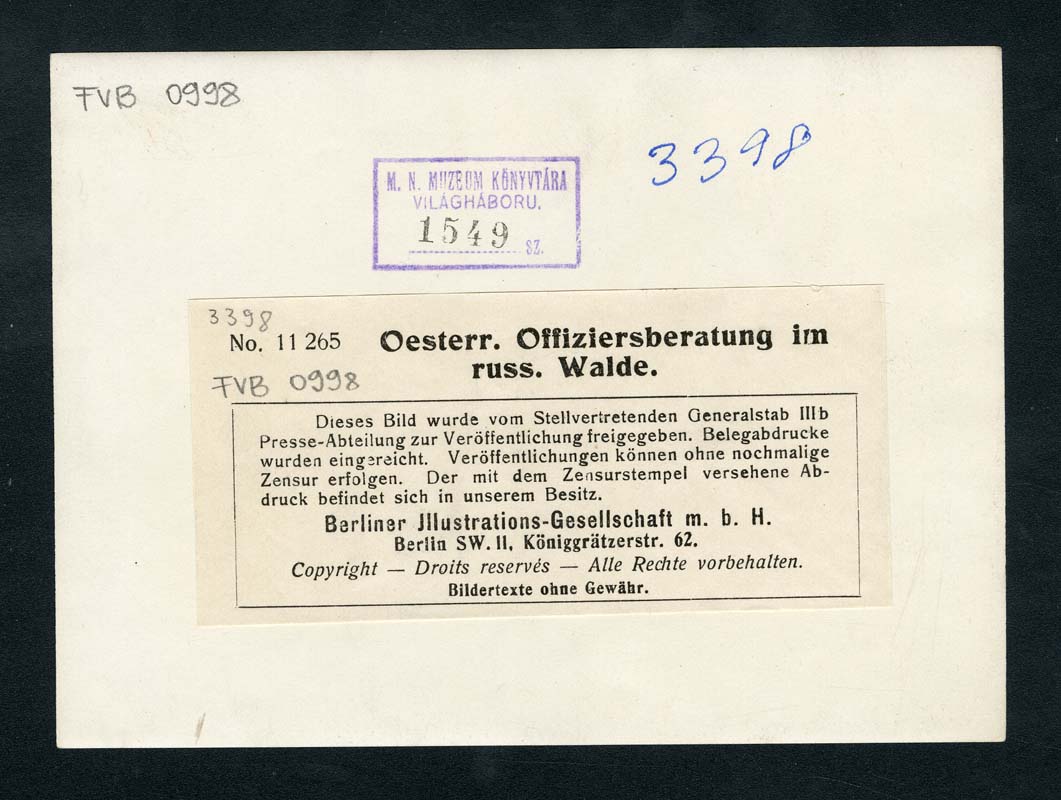 FVB 0998
3398
M. N. MUZEOM KÖNYVTÁRA
VILÁGHÁBORU.
1549 SZ.
3398
No. 11 265 Oesterr. Offiziersberatung im
russ. Walde.
FVB 0998
Dieses Bild wurde vom Stellvertretenden Generalstab IIIb
Presse-Abteilung zur Veröffentlichung freigegeben. Belegabdrucke
wurden eingereicht. Veröffentlichungen können ohne nochmalige
Zensur erfolgen. Der mit dem Zensurstempel versehene Ab-
druck befindet sich in unserem Besitz.
Berliner Jllustrations-Gesellschaft m. b. H.
Berlin SW. 11, Königgrätzerstr. 62.
Copyright — Droits reservés — Alle Rechte vorbehalten.
Bildertexte ohne Gewähr.